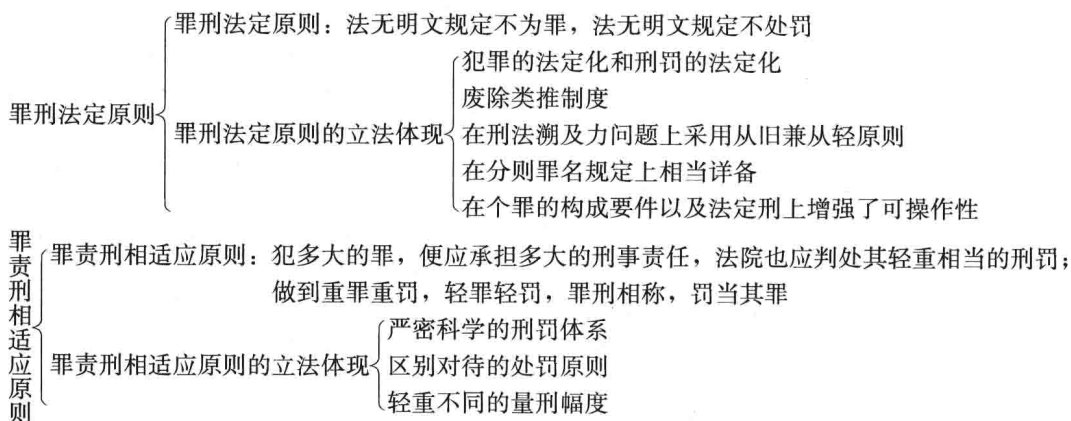 罪刑法定原则
罪刑法定原则：法无明文规定不为罪，法无明文规定不处罚
罪刑法定原则的立法体现
犯罪的法定化和刑罚的法定化
废除类推制度
在刑法溯及力问题上采用从旧兼从轻原则
在分则罪名规定上相当详备
在个罪的构成要件以及法定刑上增强了可操作性
罪责刑相适应原则
罪责刑相适应原则：犯多大的罪，便应承担多大的刑事责任，法院也应判处其轻重相当的刑罚；
做到重罪重罚，轻罪轻罚，罪刑相称，罚当其罪
罪责刑相适应原则的立法体现
严密科学的刑罚体系
区别对待的处罚原则
轻重不同的量刑幅度